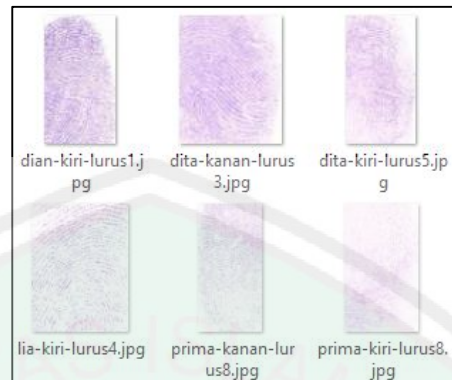 dian-kiri-lurus1.j
pg
dita-kanan-lurus
3.jpg
dita-kiri-lurus5.jp
g
lia-kiri-lurus4.jpg
prima-kanan-lur
us8.jpg
prima-kiri-lurus8.
jpg